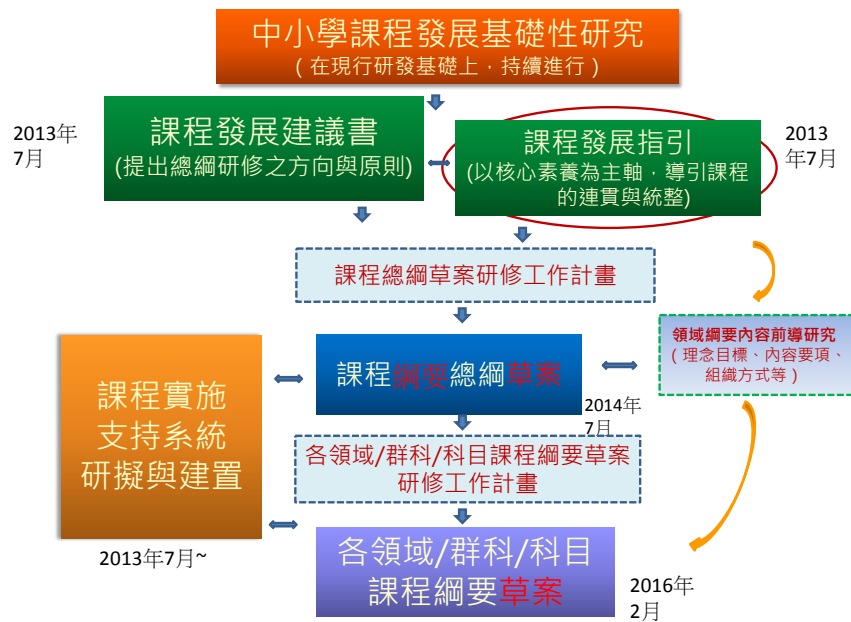 中小學課程發展基礎性研究
（在現行研發基礎上，持續進行）
2013年
7月
課程發展建議書
(提出總綱研修之方向與原則)
課程發展指引
(以核心素養為主軸，導引課程
的連貫與統整)
2013
年7月
課程總綱草案研修工作計畫
領域綱要內容前導研究
（理念目標、內容要項、
組織方式等）
課程實施
支持系統
研擬與建置
課程綱要總綱草案
2014年
7月
各領域/群科/科目課程綱要草案
研修工作計畫
2013年7月~
各領域/群科/科目
課程綱要草案
2016年
2月